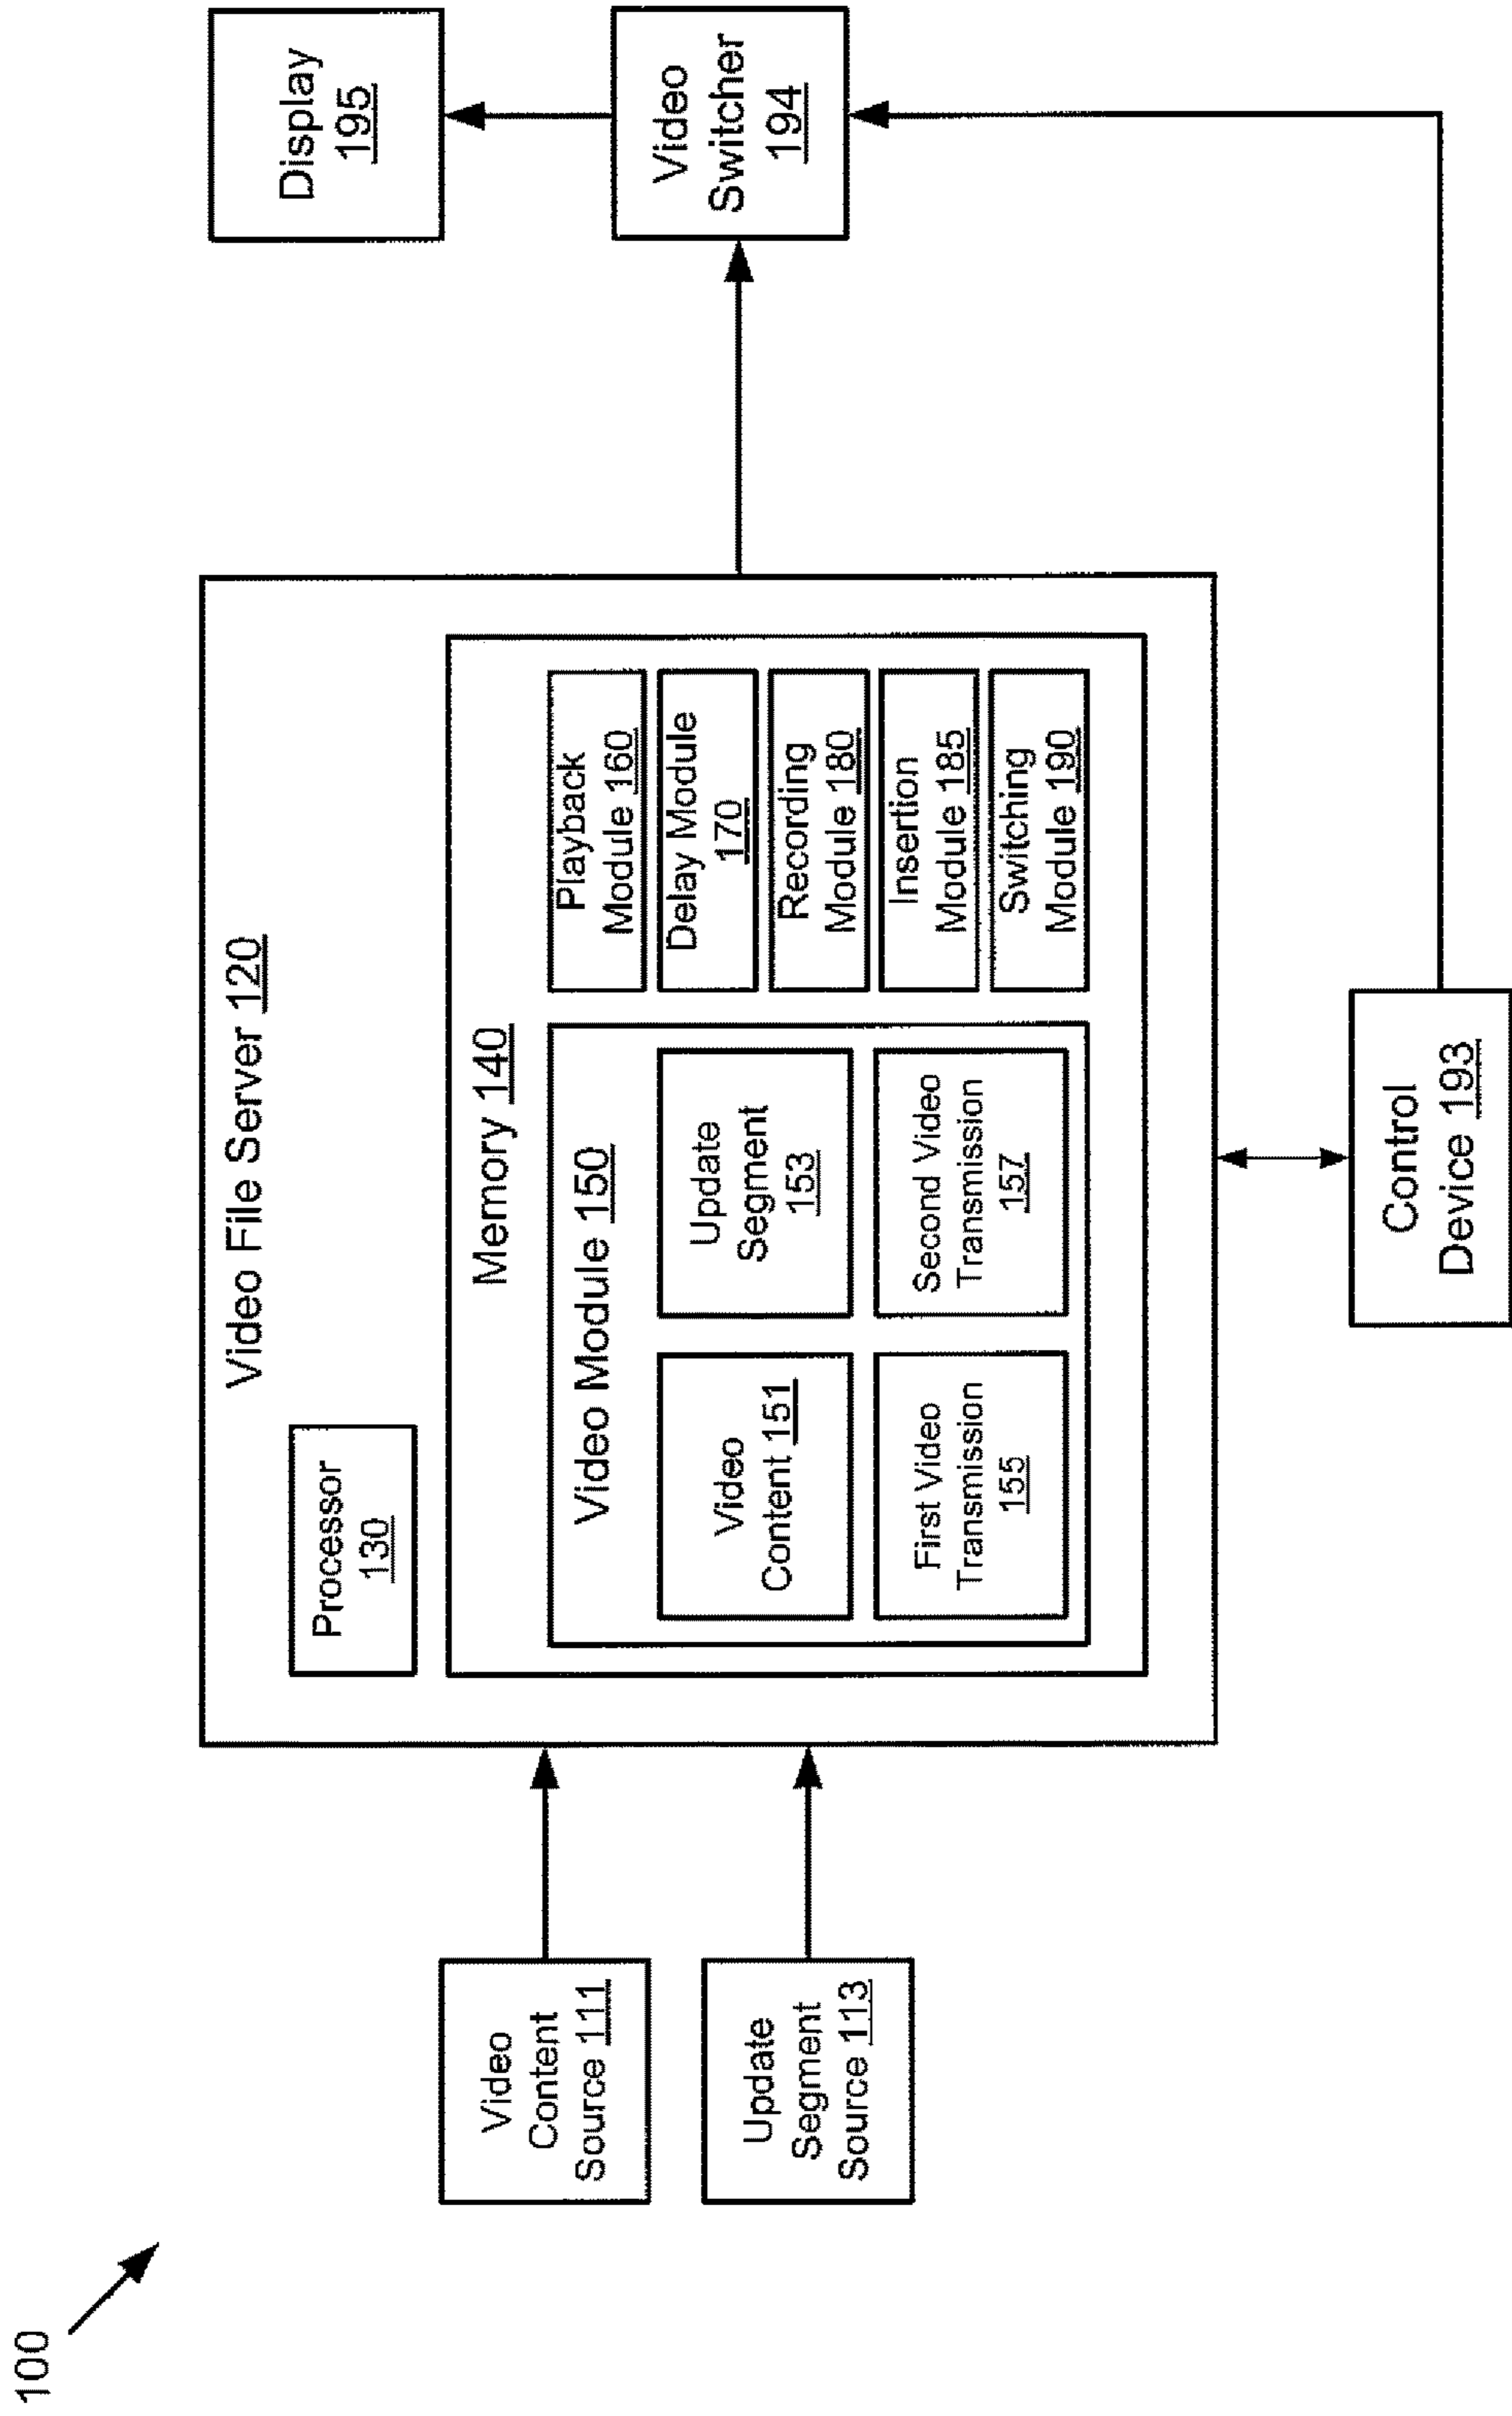 100
Video
Content
Source 111
Update
Segment
Source 113
Video File Server 120
Processor
130
Memory 140
Video Module 150
Video
Content 151
Update
Segment
153
First Video
Transmission
155
Second Video
Transmission
157
Playback
Module 160
Delay Module
170
Recording
Module 180
Insertion
Module 185
Switching
Module 190
Control
Device 193
Display
195
Video
Switcher
194